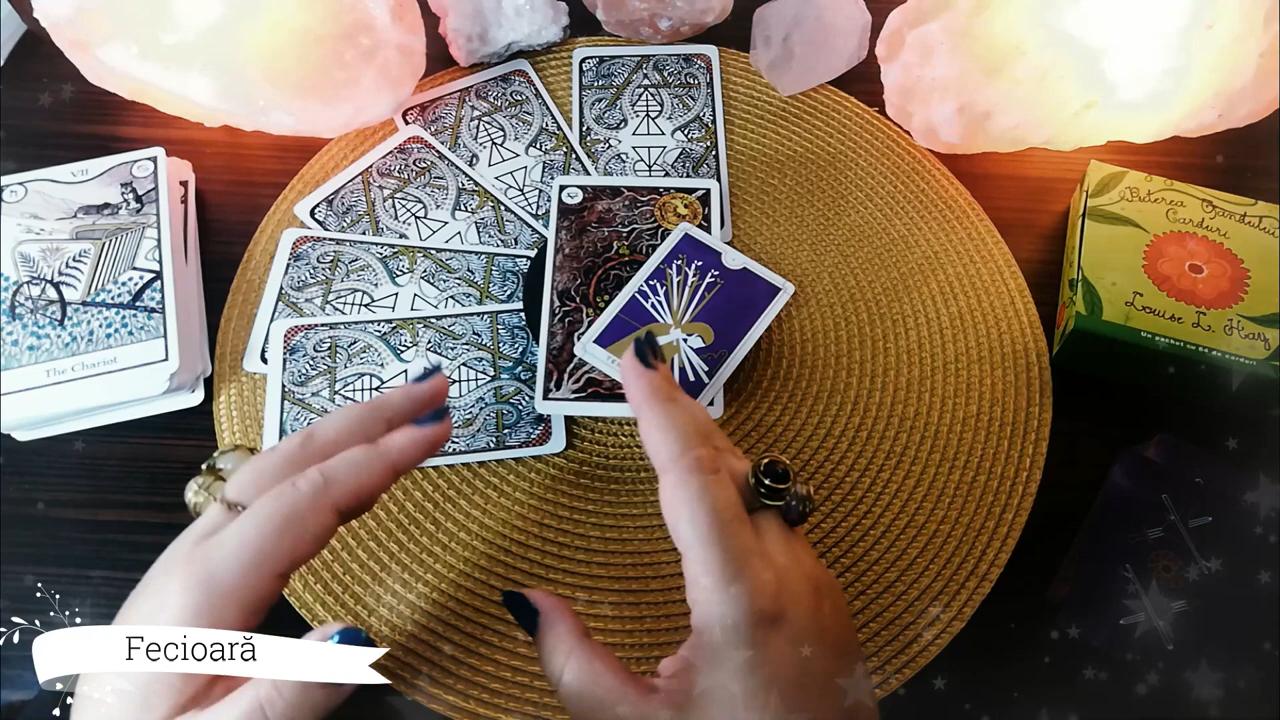 VII
The Chariot
Puterea Gândului
Carduri
Louise L. Hay
Un pachet cu 64 de carduri
Fecioară